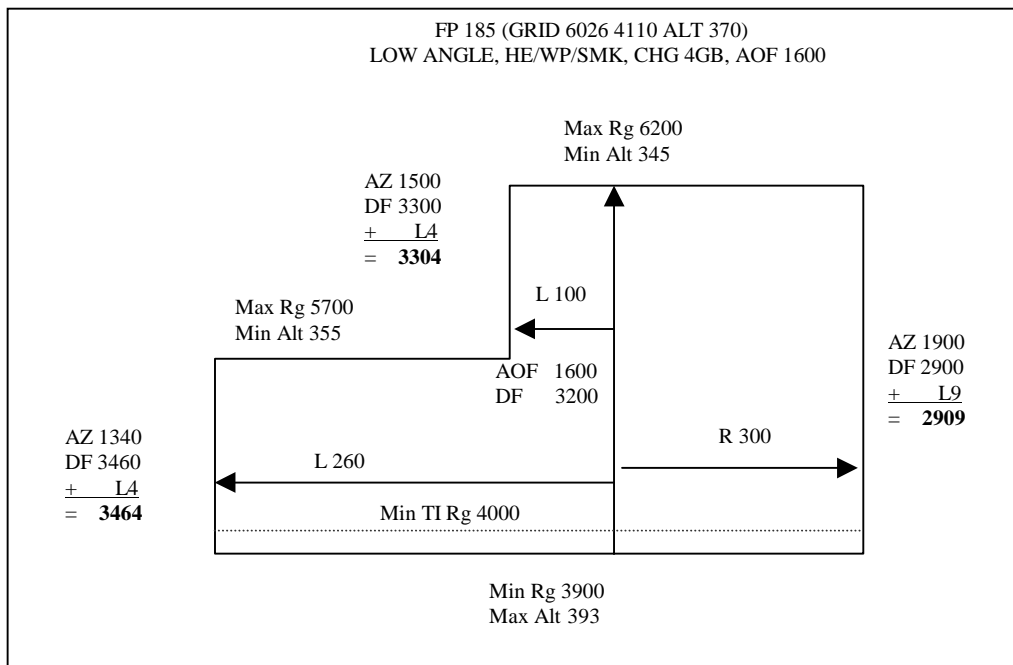 FP 185 (GRID 6026 4110 ALT 370)
LOW ANGLE, HE/WP/SMK, CHG 4GB, AOF 1600
Max Rg 6200
Min Alt 345
AZ 1500
DF 3300
+ L4
= 3304
L 100
Max Rg 5700
Min Alt 355
AOF 1600
DF 3200
AZ 1900
DF 2900
+ L9
= 2909
AZ 1340
DF 3460
+ L4
= 3464
L 260
R 300
Min TI Rg 4000
Min Rg 3900
Max Alt 393